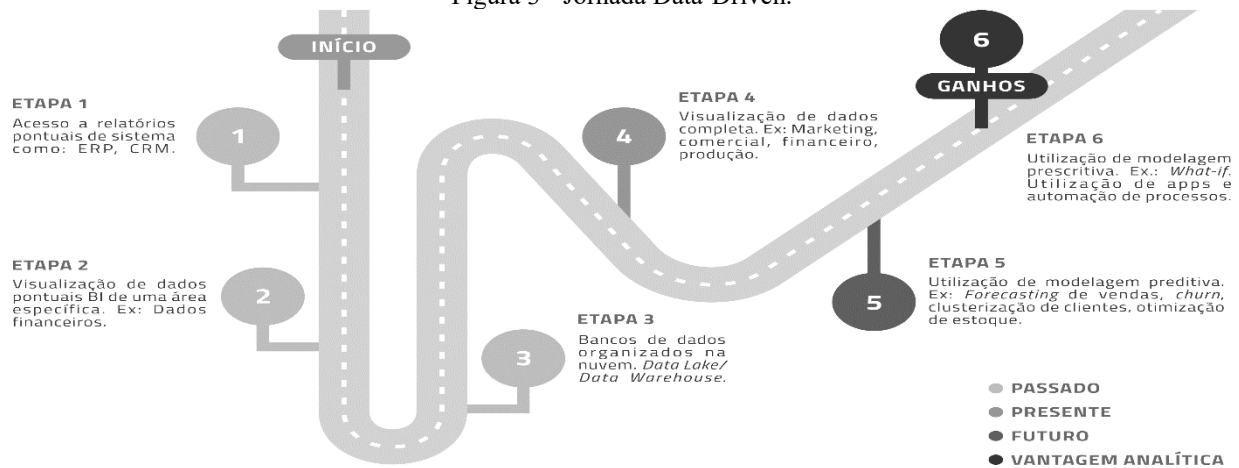 Figura 3 - Jornada Data-Driven.
INÍCIO
ETAPA 1
Acesso a relatórios
pontuais de sistema
como: ERP, CRM.
1
ETAPA 2
Visualização de dados
pontuais BI de uma área
específica. Ex: Dados
financeiros.
2
3
ETAPA 3
Bancos de dados
organizados na
nuvem. Data Lake/
Data Warehouse.
4
ETAPA 4
Visualização de dados
completa. Ex: Marketing,
comercial, financeiro,
produção.
5
ETAPA 5
Utilização de modelagem preditiva.
Ex: Forecasting de vendas, churn,
clusterização de clientes, otimização
de estoque.
6
GANHOS
ETAPA 6
Utilização de modelagem
prescritiva. Ex.: What-if.
Utilização de apps e
automação de processos.
PASSADO
PRESENTE
FUTURO
VANTAGEM ANALÍTICA